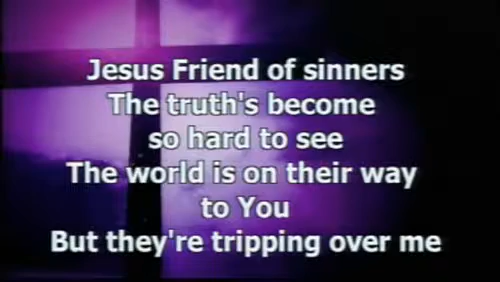 Jesus Friend of sinners
The truth's become
so hard to see
The world is on their way
to You
But they're tripping over me